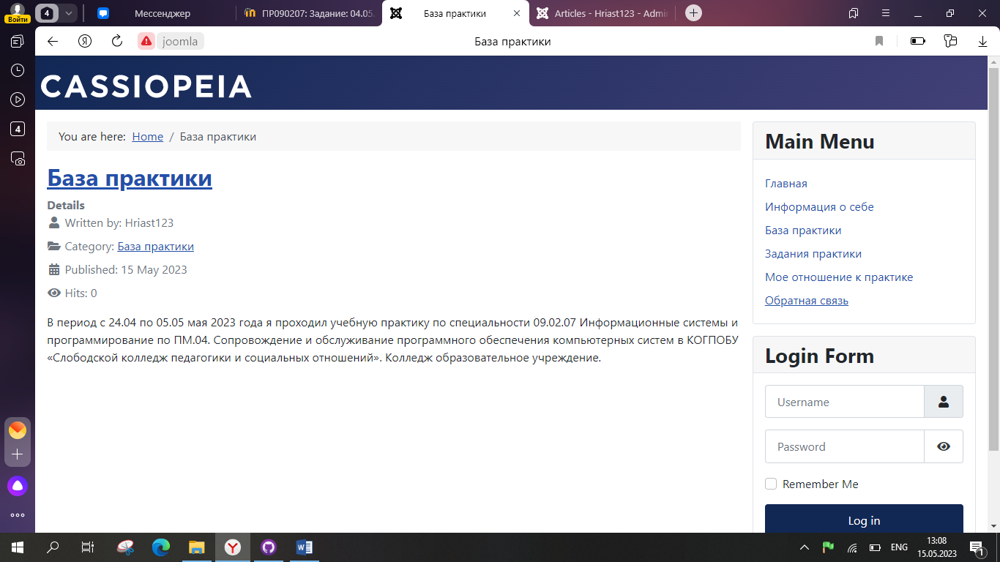 Войти
4
Мессенджер
ПР090207: Задание: 04.05.
База практики
Articles - Hriast123 - Admin
joomla
База практики
4
CASSIOPEIA
You are here: Home / База практики
База практики
Details
Written by: Hriast123
Category: База практики
Published: 15 May 2023
Hits: 0
В период с 24.04 по 05.05 мая 2023 года я проходил учебную практику по специальности 09.02.07 Информационные системы и
программирование по ПМ.04. Сопровождение и обслуживание программного обеспечения компьютерных систем в КОГПОБУ
«Слободской колледж педагогики и социальных отношений». Колледж образовательное учреждение.
Main Menu
Главная
Информация о себе
База практики
Задания практики
Мое отношение к практике
Обратная связь
Login Form
Username
Password
Remember Me
Log in
ENG
13:08
15.05.2023
1